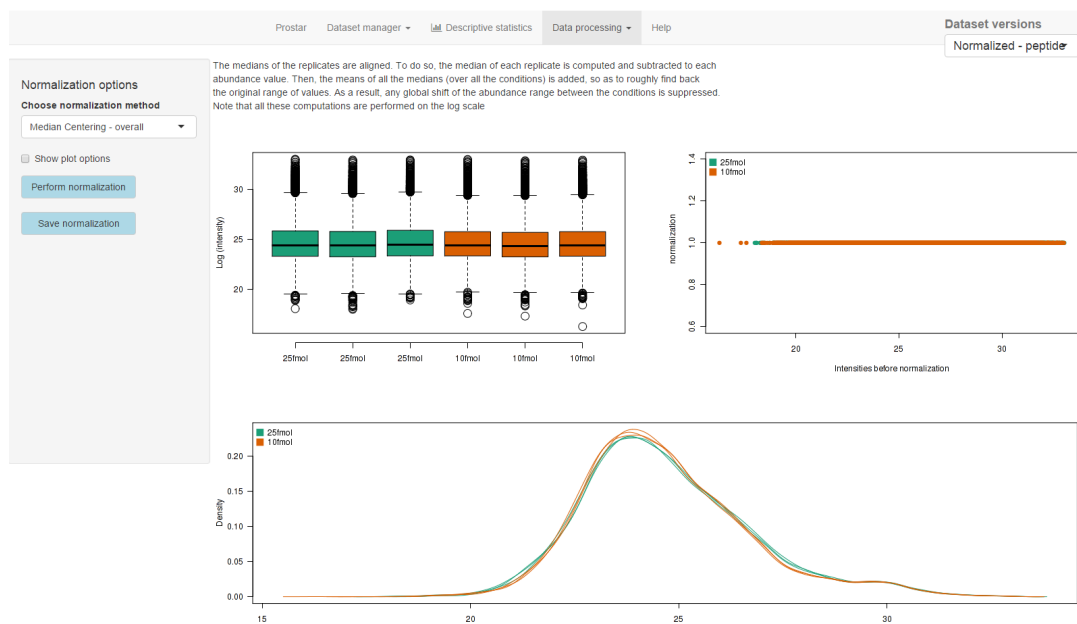 Prostar Dataset manager Descriptive statistics Data processing Help
Dataset versions
Normalized - peptide
Normalization options
Choose normalization method
Median Centering - overall
Show plot options
Perform normalization
Save normalization
The medians of the replicates are aligned. To do so, the median of each replicate is computed and subtracted to each
abundance value. Then, the means of all the medians (over all the conditions) is added, so as to roughly find back
the original range of values. As a result, any global shift of the abundance range between the conditions is suppressed.
Note that all these computations are performed on the log scale
Log (intensity)
30
25
20
25fmol 25fmol 25fmol 10fmol 10fmol 10fmol
25fmol
10fmol
normalization
1.4
1.2
1.0
0.8
0.6
20 25 30
Intensities before normalization
25fmol
10fmol
Density
0.20
0.15
0.10
0.05
0.00
15 20 25 30